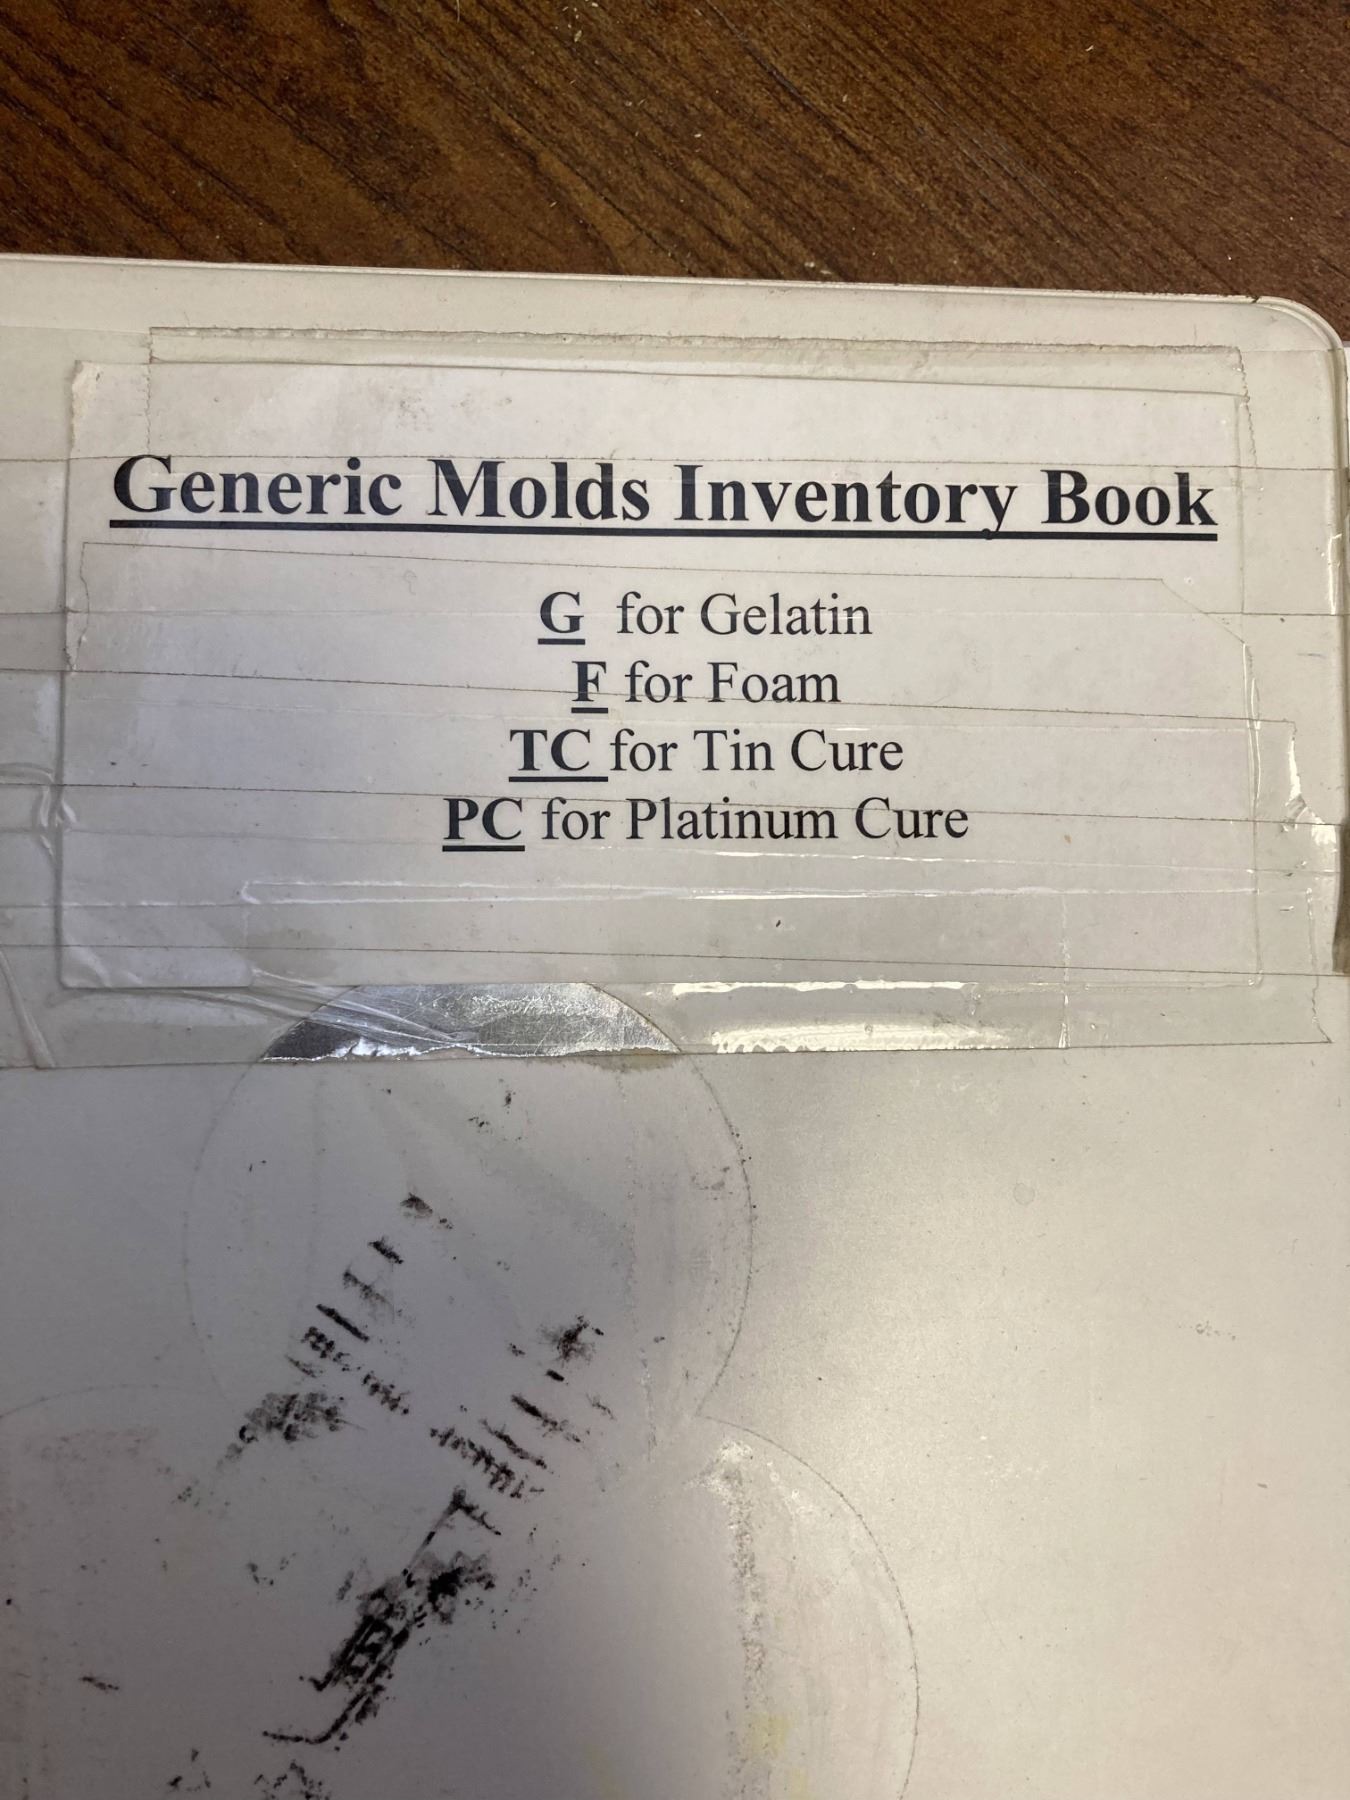 Generic Molds Inventory Book
G for Gelatin
F for Foam
TC for Tin Cure
PC for Platinum Cure